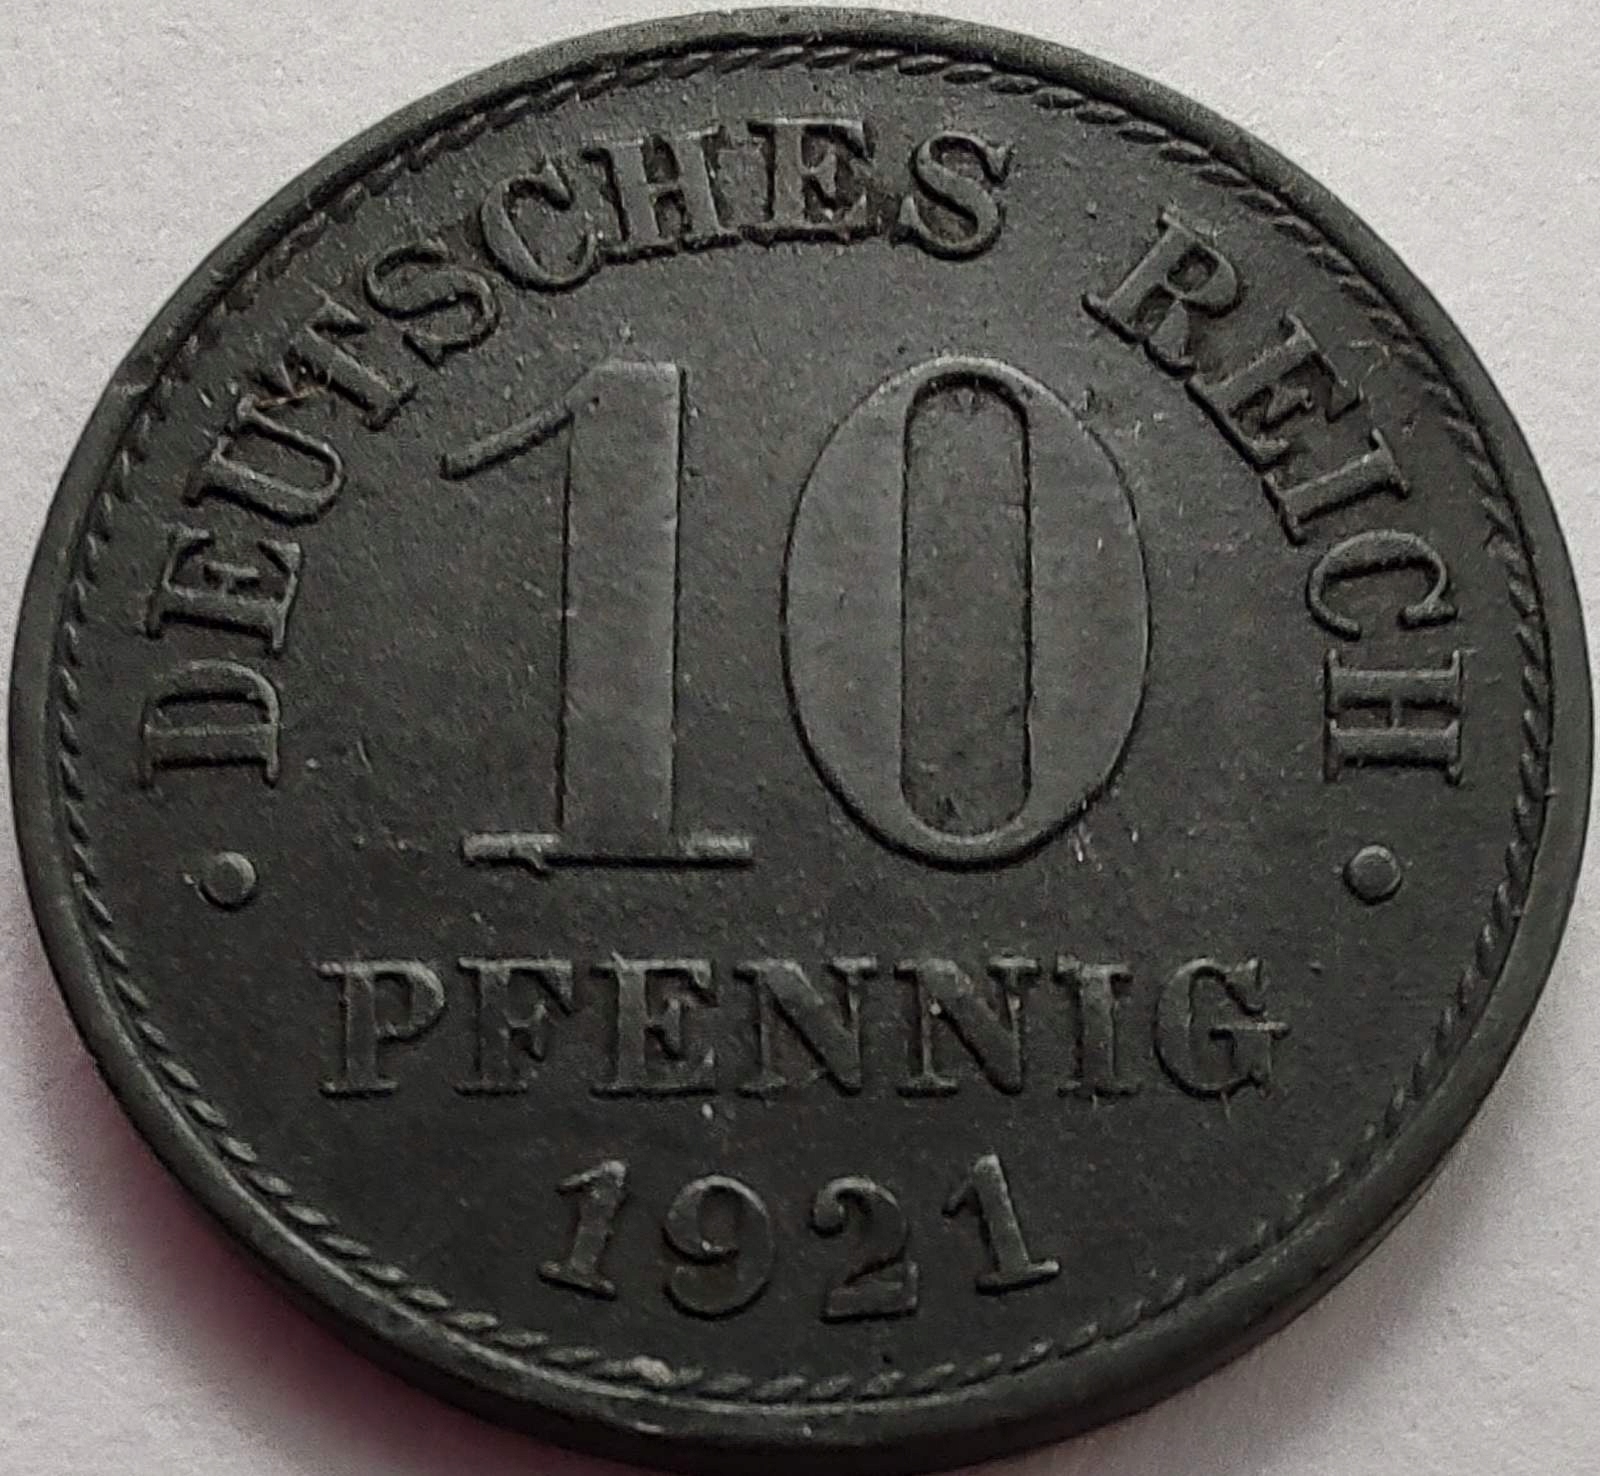 DEUTSCHES REICH
10
PFENNIG
1921